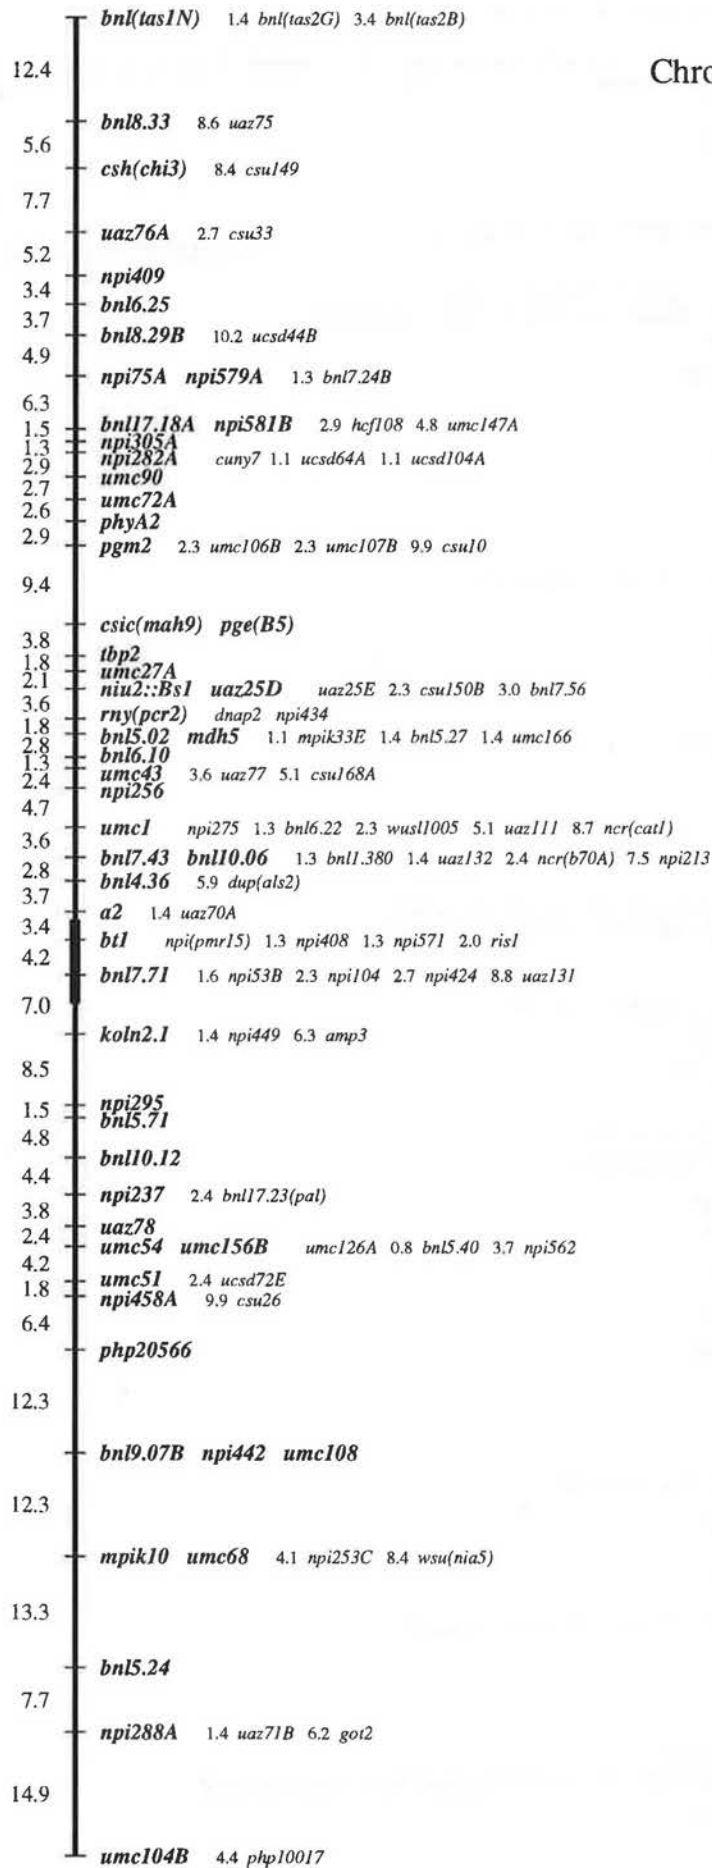 bnl(tas1N) 1.4 bnl(tas2G) 3.4 bnl(tas2B)
12.4
Chro
bnl8.33 8.6 uaz75
5.6
csh(chi3) 8.4 csu149
7.7
uaz76A 2.7 csu33
5.2
npi409
3.4
bnl6.25
3.7
bnl8.29B 10.2 ucsd44B
4.9
npi75A npi579A 1.3 bnl7.24B
6.3
bnl17.18A npi581B 2.9 hcf108 4.8 umc147A
1.5
npi305A
1.3
npi282A cuny7 1.1 ucsd64A 1.1 ucsd104A
2.9
umc90
2.7
umc72A
2.6
phyA2
2.9
pgm2 2.3 umc106B 2.3 umc107B 9.9 csu10
9.4
csic(mah9) pge(B5)
3.8
tbp2
1.8
umc27A
2.1
niu2::Bs1 uaz25D uaz25E 2.3 csu150B 3.0 bnl7.56
3.6
rny(pcr2) dnap2 npi434
1.8
bnl5.02 mdh5 1.1 mpik33E 1.4 bnl5.27 1.4 umc166
2.8
bnl6.10
1.3
umc43 3.6 uaz77 5.1 csu168A
2.4
npi256
4.7
umc1 npi275 1.3 bnl6.22 2.3 wusl1005 5.1 uaz111 8.7 ncr(cat1)
3.6
bnl7.43 bnl10.06 1.3 bnl1.380 1.4 uaz132 2.4 ncr(b70A) 7.5 npi213
2.8
bnl4.36 5.9 dup(als2)
3.7
a2 1.4 uaz70A
3.4
bt1 npi(pmr15) 1.3 npi408 1.3 npi571 2.0 ris1
4.2
bnl7.71 1.6 npi53B 2.3 npi104 2.7 npi424 8.8 uaz131
7.0
koln2.1 1.4 npi449 6.3 amp3
8.5
npi295
1.5
bnl5.71
4.8
bnl10.12
4.4
npi237 2.4 bnl17.23(pal)
3.8
uaz78
2.4
umc54 umc156B umc126A 0.8 bnl5.40 3.7 npi562
4.2
umc51 2.4 ucsd72E
1.8
npi458A 9.9 csu26
6.4
php20566
12.3
bnl9.07B npi442 umc108
12.3
mpik10 umc68 4.1 npi253C 8.4 wsu(nia5)
13.3
bnl5.24
7.7
npi288A 1.4 uaz71B 6.2 got2
14.9
umc104B 4.4 php10017